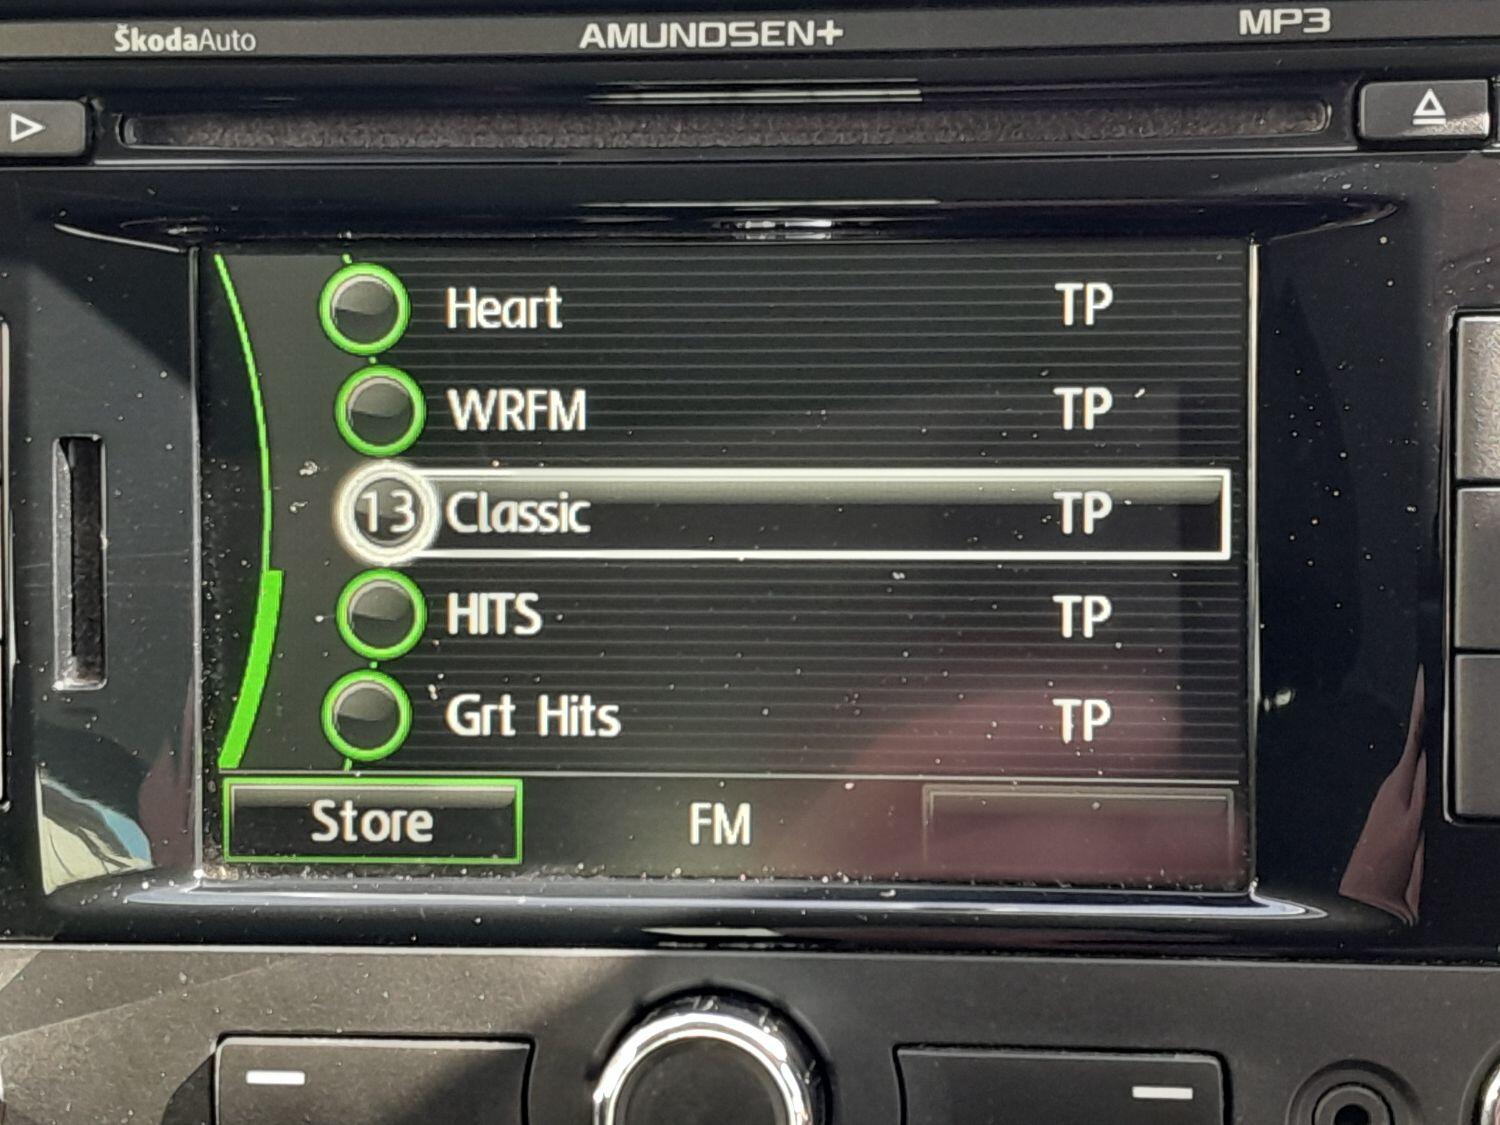 ŠkodaAuto AMUNDSEN+ MP3
Heart TP
WRFM TP
13 Classic TP
HITS TP
Grt Hits TP
Store FM